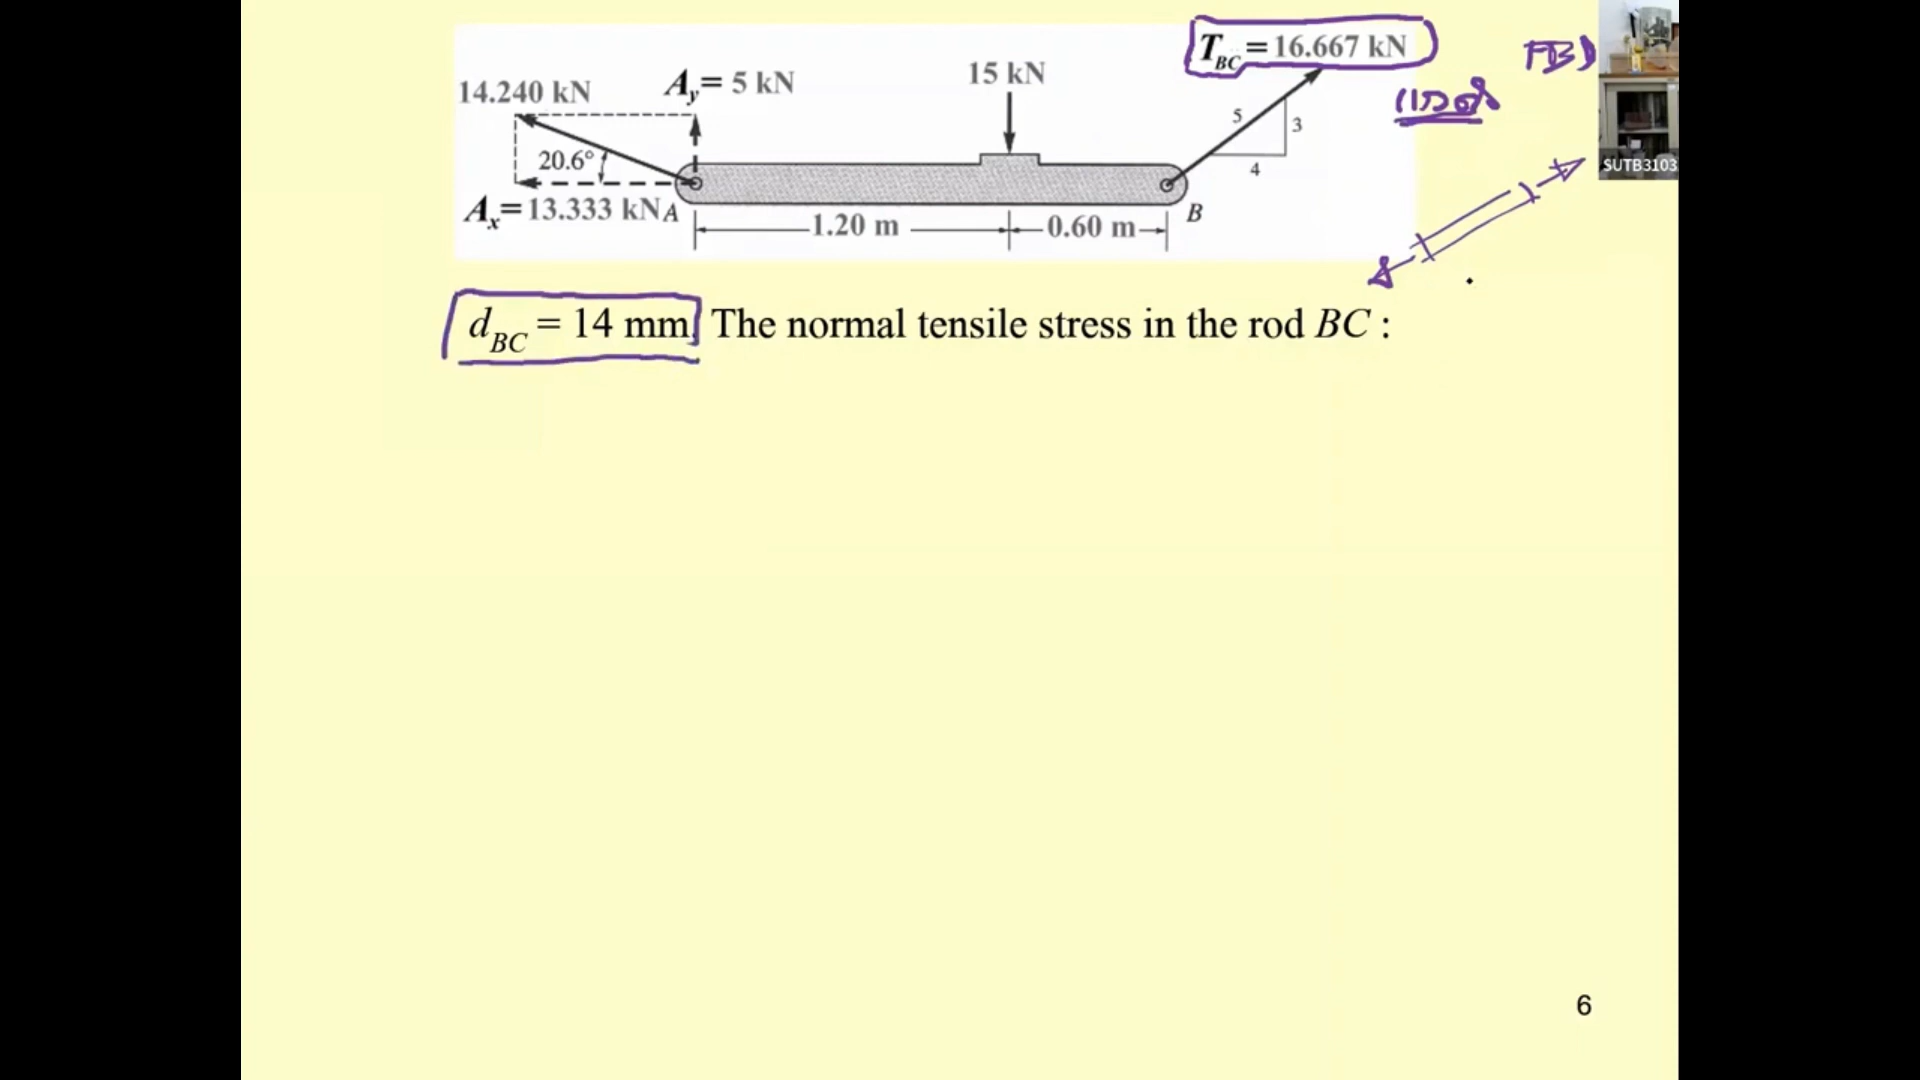 T_BC = 16.667 kN
FBD
14.240 kN
A_y = 5 kN
15 kN
5
3
4
20.6°
SUTB3103
A_x = 13.333 kN
A
1.20 m
0.60 m
B
d_BC = 14 mm. The normal tensile stress in the rod BC :
6